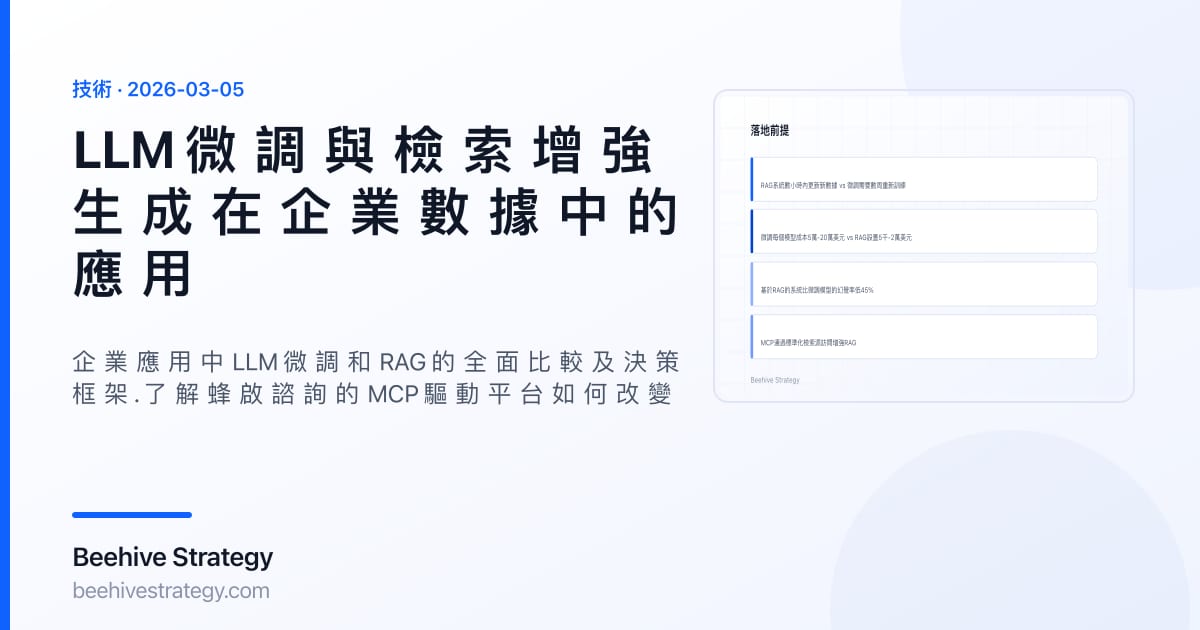 技術 · 2026-03-05
LLM微調與檢索增強
生成在企業數據中的
應用
企業應用中LLM微調和RAG的全面比較及決策
框架.了解蜂啟諮詢的MCP驅動平台如何改變
Beehive Strategy
beehivestrategy.com
落地前提
RAG系統數小時內更新新數據 vs 微調需要數周重新訓練
微調每個模型成本5萬-20萬美元 vs RAG設置5千-2萬美元
基於RAG的系統比微調模型的幻覺率低45%
MCP通過標準化檢索源訪問增強RAG
Beehive Strategy